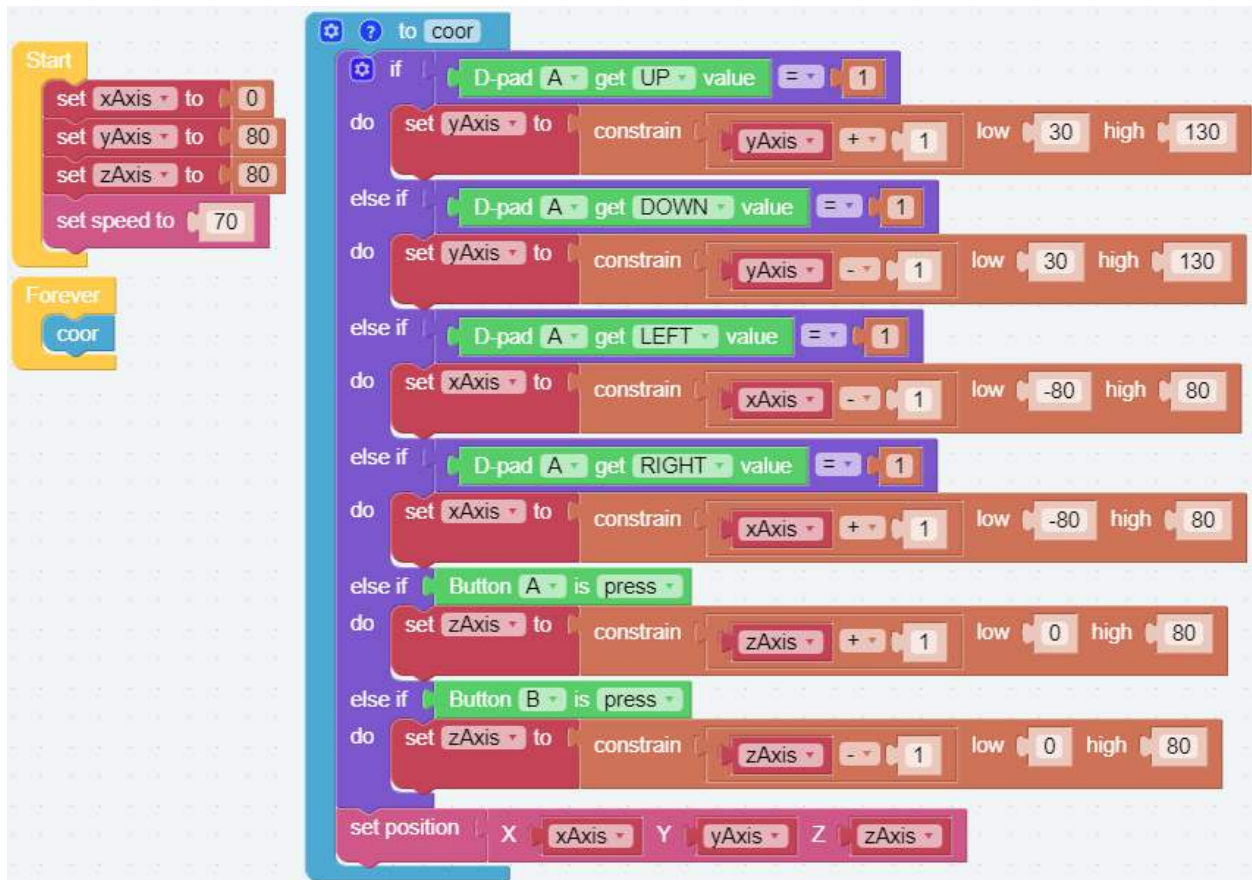 Start
set xAxis to 0
set yAxis to 80
set zAxis to 80
set speed to 70
Forever
coor
? to coor
if D-pad A get UP value = 1
do set yAxis to constrain yAxis + 1 low 30 high 130
else if D-pad A get DOWN value = 1
do set yAxis to constrain yAxis - 1 low 30 high 130
else if D-pad A get LEFT value = 1
do set xAxis to constrain xAxis - 1 low -80 high 80
else if D-pad A get RIGHT value = 1
do set xAxis to constrain xAxis + 1 low -80 high 80
else if Button A is press
do set zAxis to constrain zAxis + 1 low 0 high 80
else if Button B is press
do set zAxis to constrain zAxis - 1 low 0 high 80
set position X xAxis Y yAxis Z zAxis